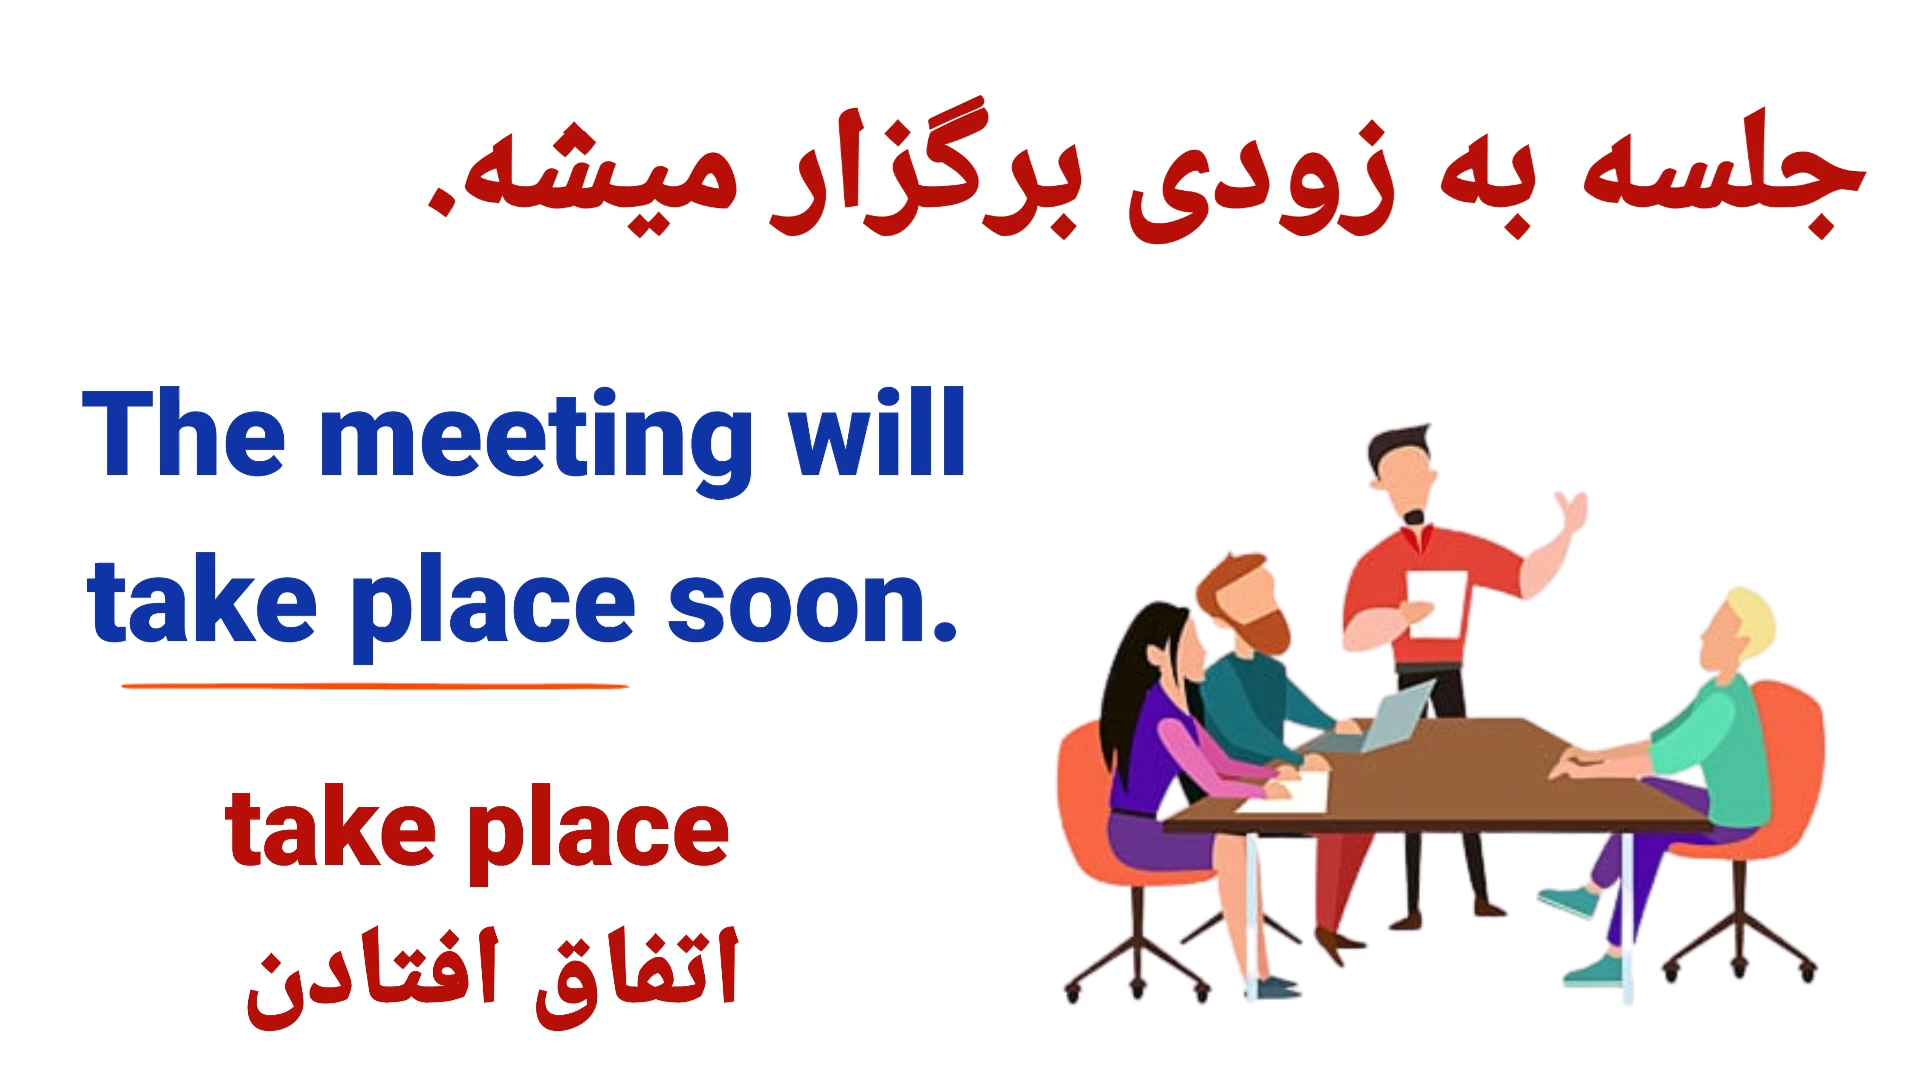 جلسه به زودی برگزار میشه.
The meeting will
take place soon.
take place
اتفاق افتادن